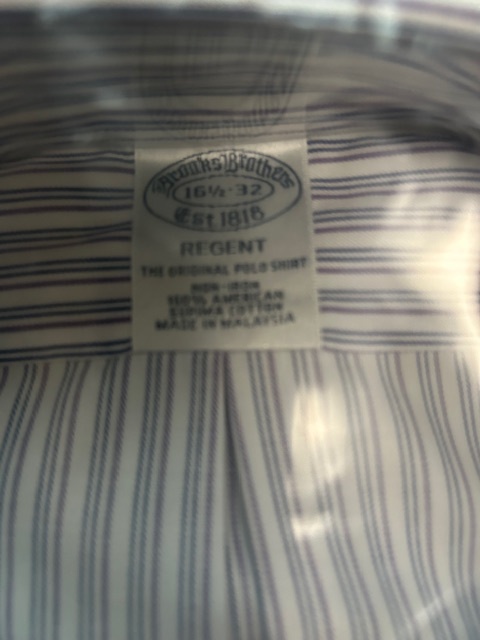 Brooks Brothers
16½-32
Est 1818
REGENT
THE ORIGINAL POLO SHIRT
NON-IRON
100% AMERICAN
SUPIMA COTTON
MADE IN MALAYSIA